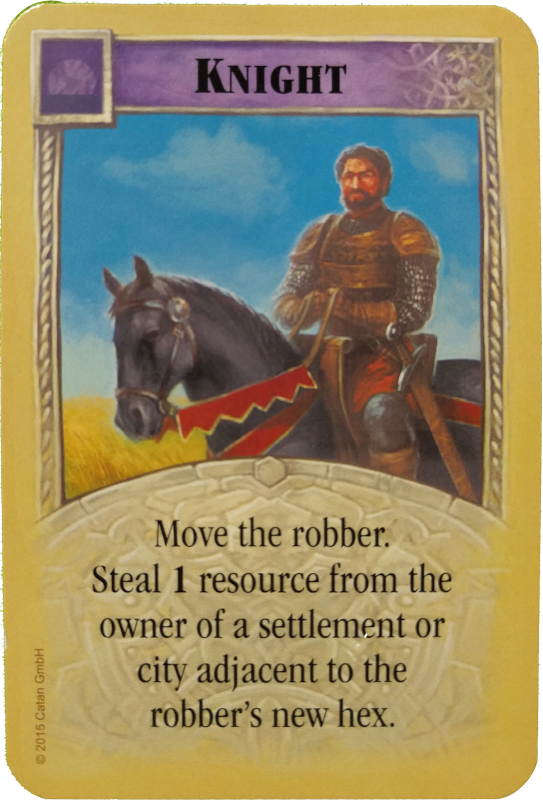 KNIGHT
Move the robber.
Steal 1 resource from the
owner of a settlement or
city adjacent to the
robber's new hex.
© 2015 Catan GmbH